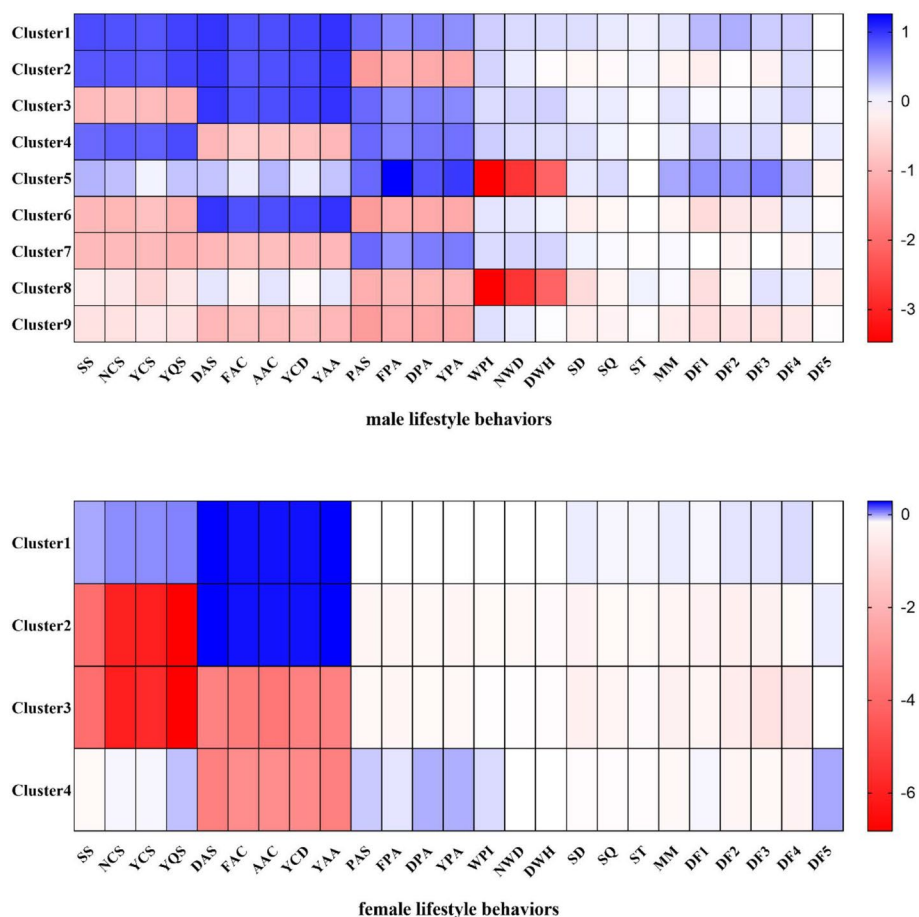 Cluster1
Cluster2
Cluster3
Cluster4
Cluster5
Cluster6
Cluster7
Cluster8
Cluster9
SS NCS YCS YQS DAS FAC AAC YCD YAA PAS FPA DPA YPA WPI NWD DWH SD SQ ST MM DF1 DF2 DF3 DF4 DF5
male lifestyle behaviors
1
0
-1
-2
-3
Cluster1
Cluster2
Cluster3
Cluster4
SS NCS YCS YQS DAS FAC AAC YCD YAA PAS FPA DPA YPA WPI NWD DWH SD SQ ST MM DF1 DF2 DF3 DF4 DF5
female lifestyle behaviors
0
-2
-4
-6